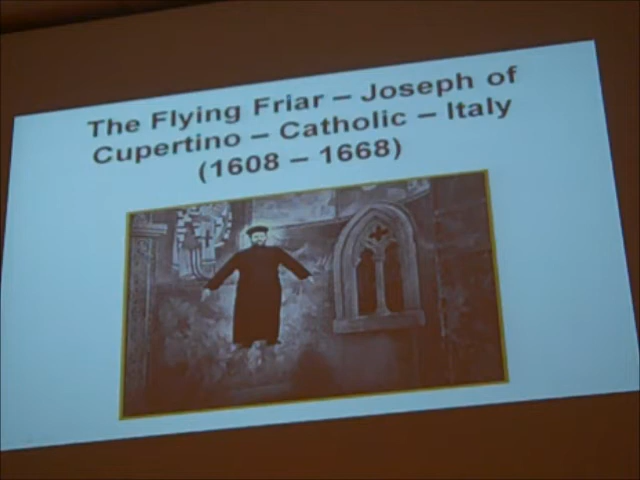 The Flying Friar – Joseph of
Cupertino – Catholic – Italy
(1608 – 1668)